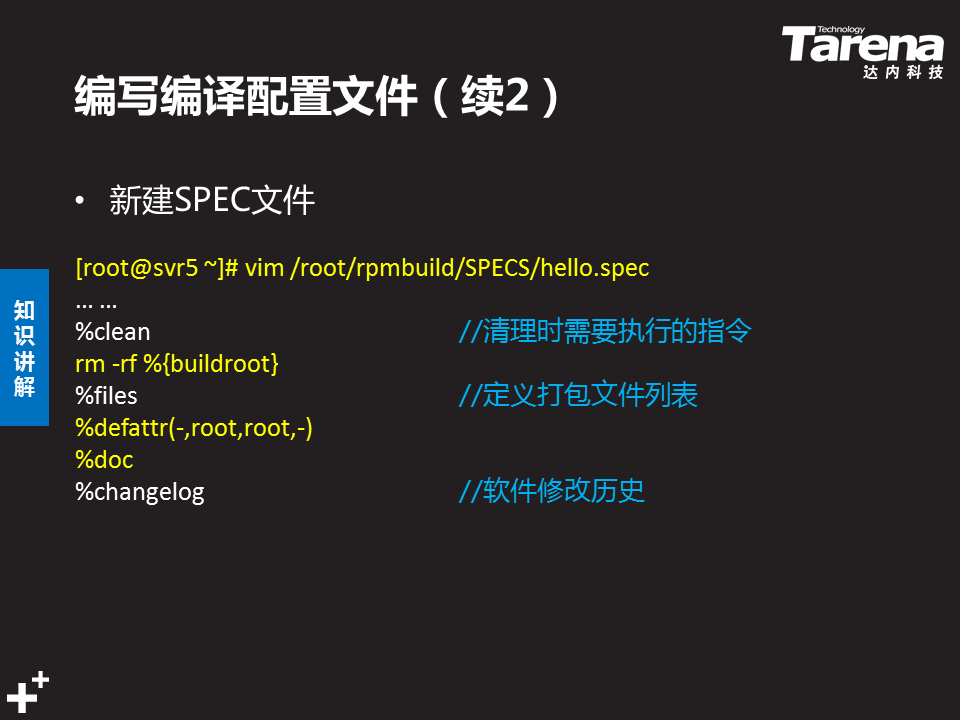 Technology
Tarena
达内科技
编写编译配置文件（续2）
• 新建SPEC文件
[root@svr5 ~]# vim /root/rpmbuild/SPECS/hello.spec
... ...
%clean //清理时需要执行的指令
rm -rf %{buildroot}
%files //定义打包文件列表
%defattr(-,root,root,-)
%doc
%changelog //软件修改历史
知识讲解